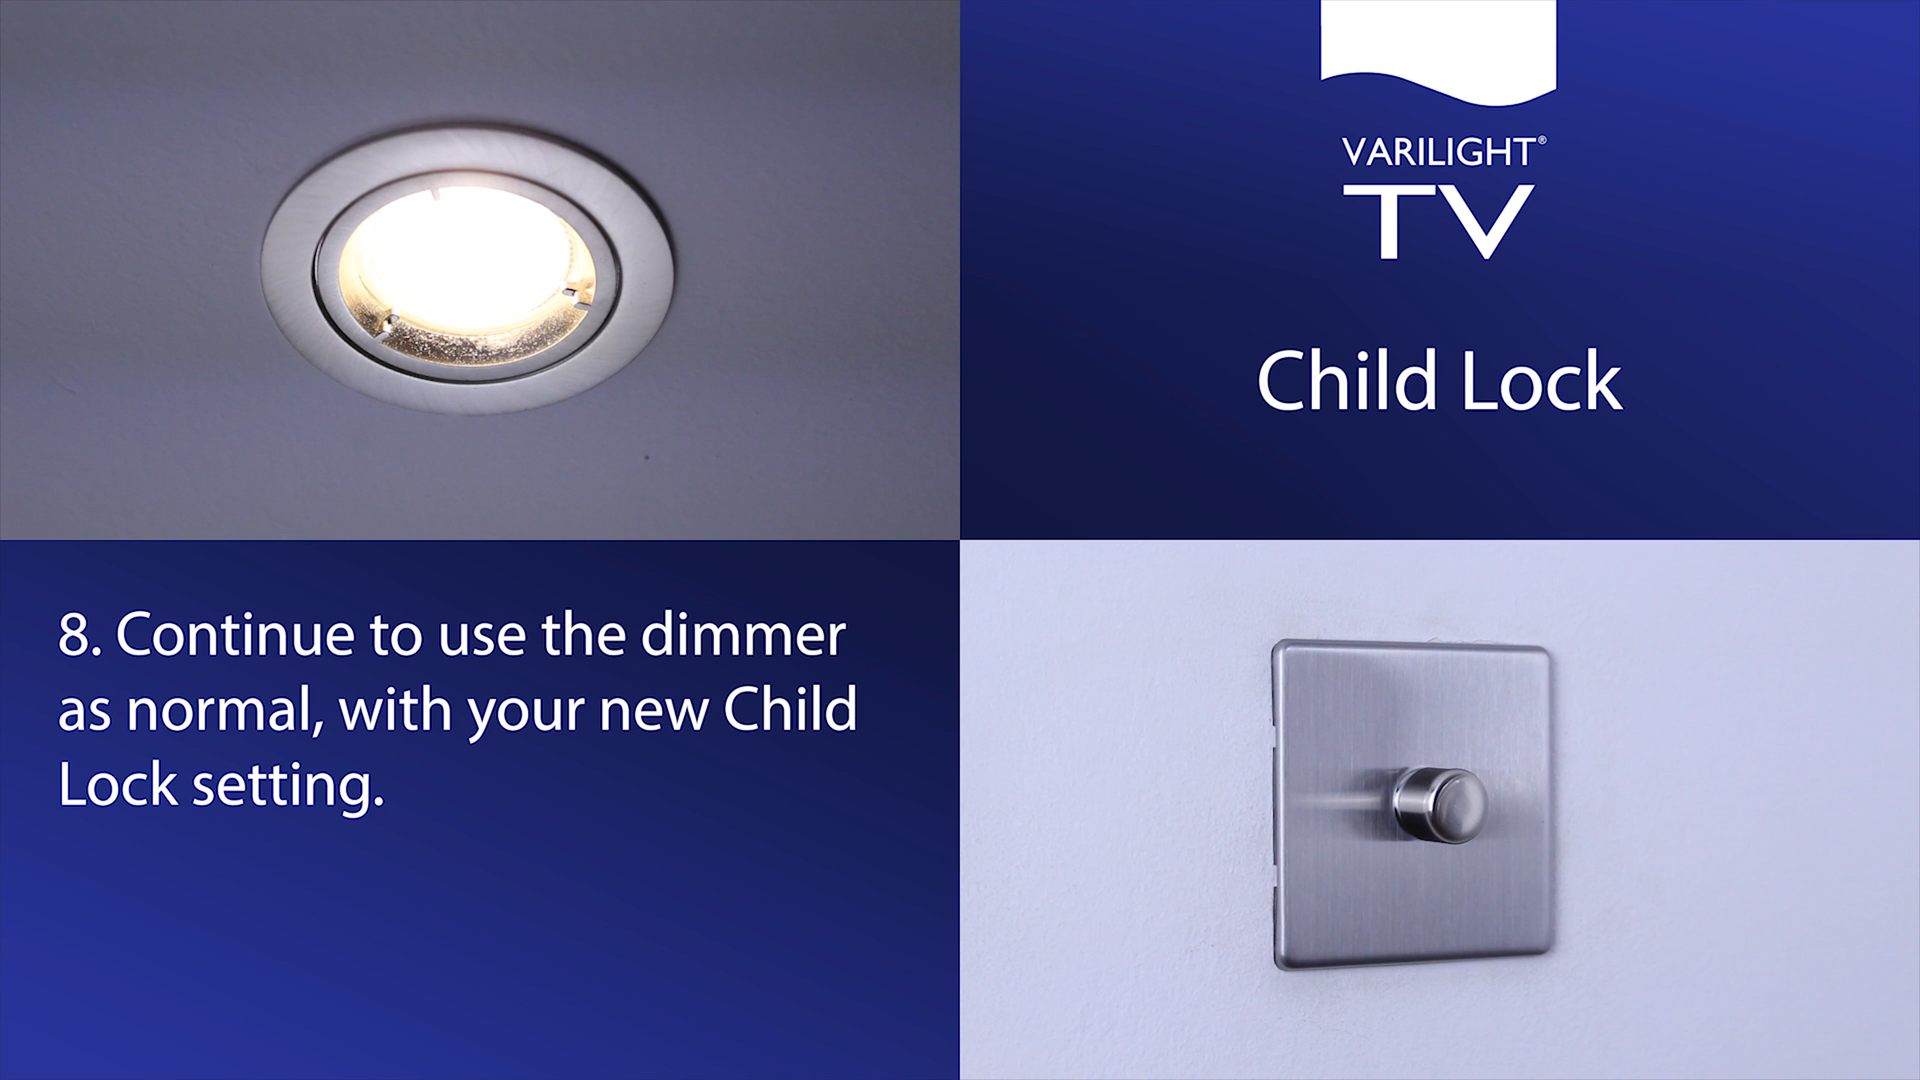 VARILIGHT®
TV
Child Lock
8. Continue to use the dimmer
as normal, with your new Child
Lock setting.